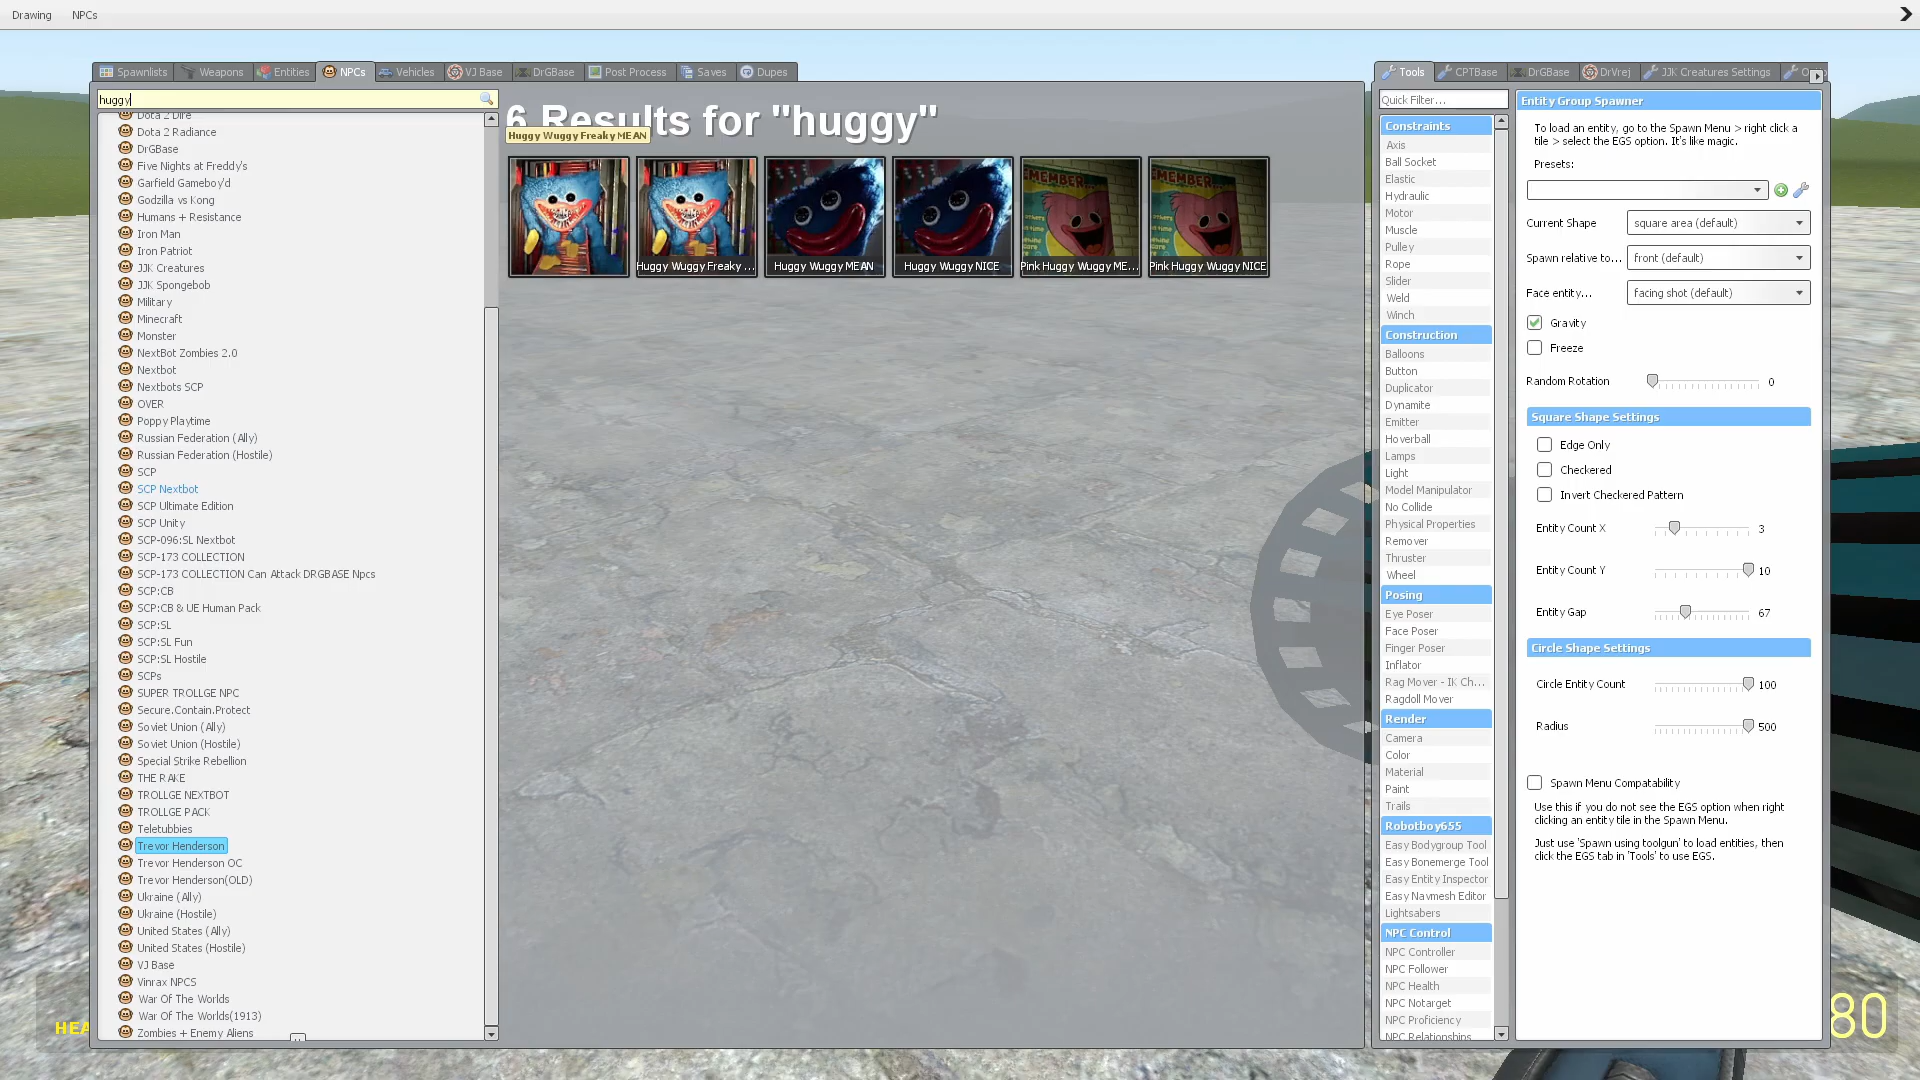 Drawing NPCs
Spawnlists Weapons Entities NPCs Vehicles VJ Base DrGBase Post Process Saves Dupes
huggy
Dota 2 Dire
Dota 2 Radiance
DrGBase
Five Nights at Freddy's
Garfield Gameboy'd
Godzilla vs Kong
Humans + Resistance
Iron Man
Iron Patriot
JJK Creatures
JJK Spongebob
Military
Minecraft
Monster
NextBot Zombies 2.0
Nextbot
Nextbots SCP
OVER
Poppy Playtime
Russian Federation (Ally)
Russian Federation (Hostile)
SCP
SCP Nextbot
SCP Ultimate Edition
SCP Unity
SCP-096:SL Nextbot
SCP-173 COLLECTION
SCP-173 COLLECTION Can Attack DRGBASE Npcs
SCP:CB
SCP:CB & UE Human Pack
SCP:SL
SCP:SL Fun
SCP:SL Hostile
SCPs
SUPER TROLLGE NPC
Secure.Contain.Protect
Soviet Union (Ally)
Soviet Union (Hostile)
Special Strike Rebellion
THE RAKE
TROLLGE NEXTBOT
TROLLGE PACK
Teletubbies
Trevor Henderson
Trevor Henderson OC
Trevor Henderson(OLD)
Ukraine (Ally)
Ukraine (Hostile)
United States (Ally)
United States (Hostile)
VJ Base
Vinrax NPCS
War Of The Worlds
War Of The Worlds(1913)
Zombies + Enemy Aliens
6 Results for "huggy"
Huggy Wuggy Freaky MEAN
Huggy Wuggy Freaky ...
Huggy Wuggy MEAN
Huggy Wuggy NICE
Pink Huggy Wuggy ME...
Pink Huggy Wuggy NICE
Tools CPTBase DrGBase DrVrej JJK Creatures Settings
Quick Filter...
Constraints
Axis
Ball Socket
Elastic
Hydraulic
Motor
Muscle
Pulley
Rope
Slider
Weld
Winch
Construction
Balloons
Button
Duplicator
Dynamite
Emitter
Hoverball
Lamps
Light
Model Manipulator
No Collide
Physical Properties
Remover
Thruster
Wheel
Posing
Eye Poser
Face Poser
Finger Poser
Inflator
Rag Mover - IK Ch...
Ragdoll Mover
Render
Camera
Color
Material
Paint
Trails
Robotboy655
Easy Bodygroup Tool
Easy Bonemerge Tool
Easy Entity Inspector
Easy Navmesh Editor
Lightsabers
NPC Control
NPC Controller
NPC Follower
NPC Health
NPC Notarget
NPC Proficiency
NPC Relationships
Entity Group Spawner
To load an entity, go to the Spawn Menu > right click a
tile > select the EGS option. It's like magic.
Presets:
Current Shape square area (default)
Spawn relative to... front (default)
Face entity... facing shot (default)
Gravity
Freeze
Random Rotation 0
Square Shape Settings
Edge Only
Checkered
Invert Checkered Pattern
Entity Count X 3
Entity Count Y 10
Entity Gap 67
Circle Shape Settings
Circle Entity Count 100
Radius 500
Spawn Menu Compatability
Use this if you do not see the EGS option when right
clicking an entity tile in the Spawn Menu.
Just use 'Spawn using toolgun' to load entities, then
click the EGS tab in 'Tools' to use EGS.
HEA
80